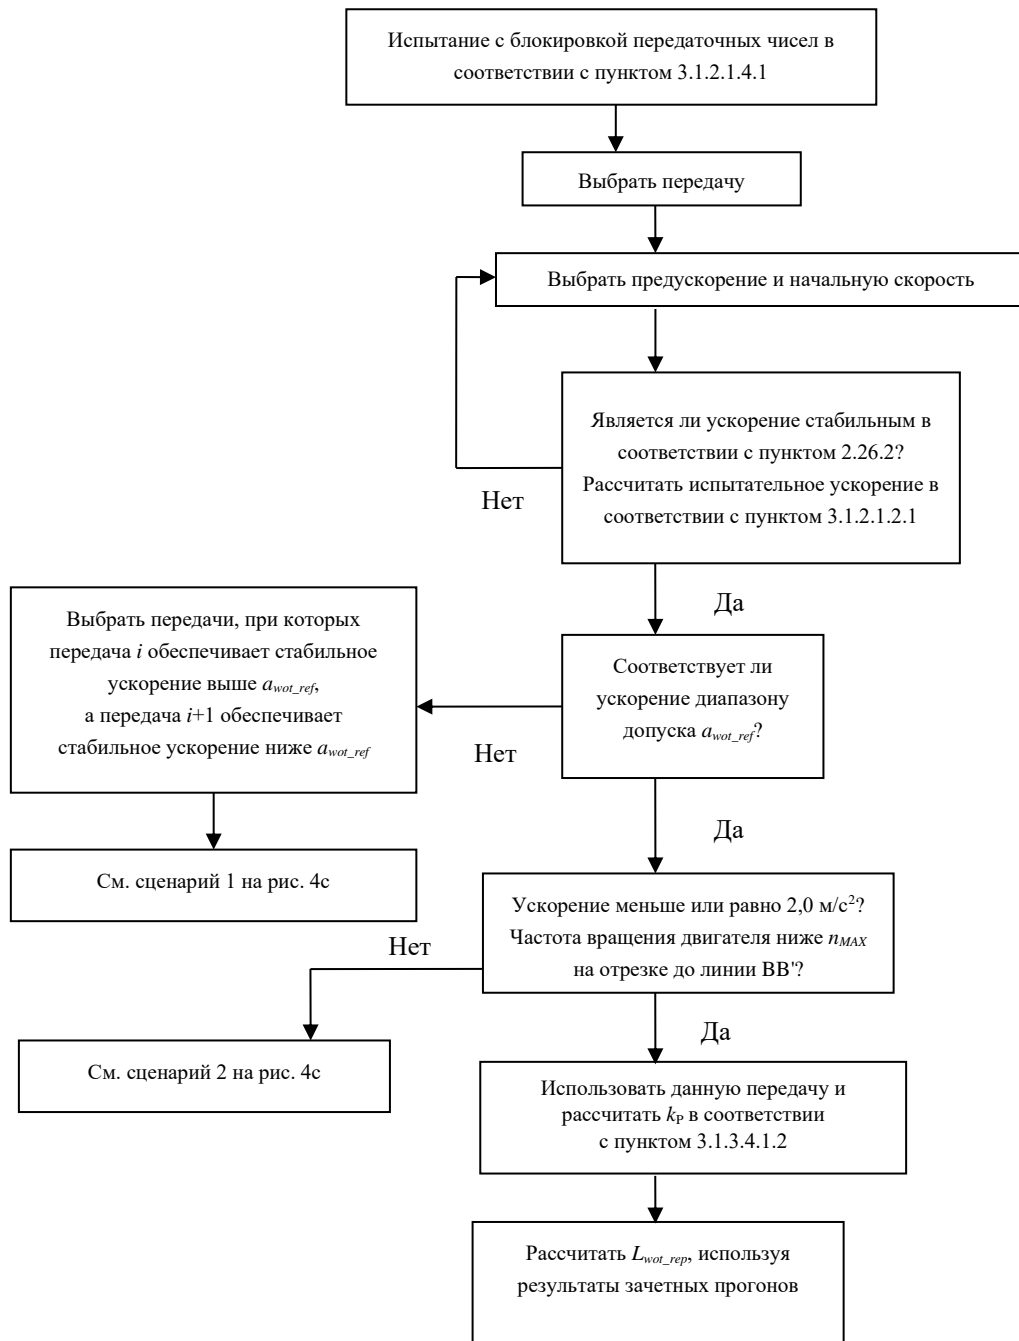 Испытание с блокировкой передаточных чисел в
соответствии с пунктом 3.1.2.1.4.1
Выбрать передачу
Выбрать предускорение и начальную скорость
Является ли ускорение стабильным в
соответствии с пунктом 2.26.2?
Рассчитать испытательное ускорение в
соответствии с пунктом 3.1.2.1.2.1
Нет
Да
Выбрать передачи, при которых
передача i обеспечивает стабильное
ускорение выше a_wot_ref,
а передача i+1 обеспечивает
стабильное ускорение ниже a_wot_ref
Соответствует ли
ускорение диапазону
допуска a_wot_ref?
Нет
Да
См. сценарий 1 на рис. 4с
Ускорение меньше или равно 2,0 м/с²?
Частота вращения двигателя ниже n_MAX
на отрезке до линии BB'?
Нет
Да
См. сценарий 2 на рис. 4с
Использовать данную передачу и
рассчитать k_P в соответствии
с пунктом 3.1.3.4.1.2
Рассчитать L_wot_rep, используя
результаты зачетных прогонов